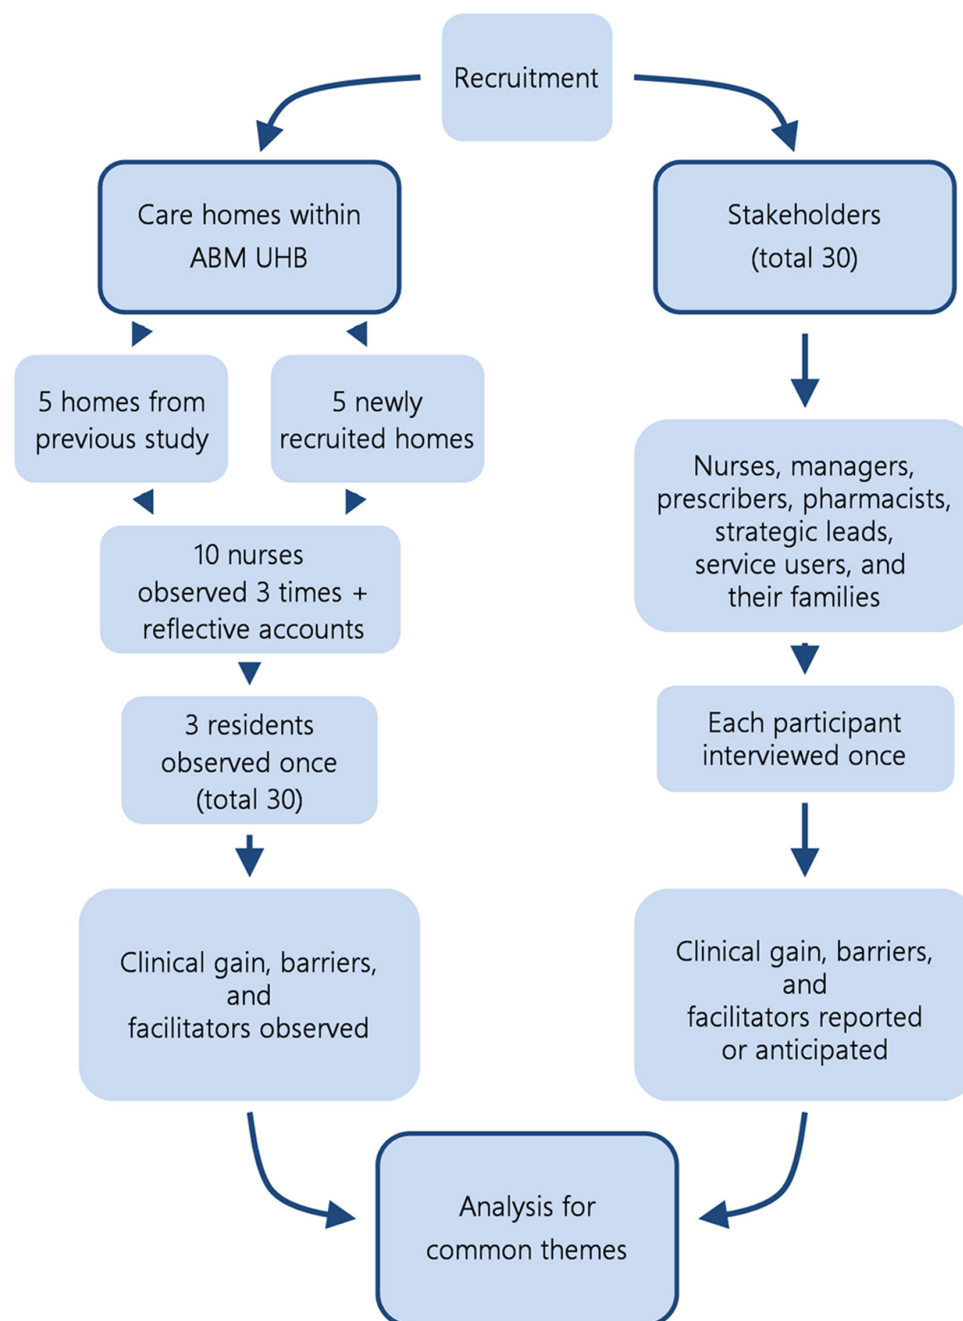 Recruitment
Care homes within
ABM UHB
5 homes from
previous study
5 newly
recruited homes
10 nurses
observed 3 times +
reflective accounts
3 residents
observed once
(total 30)
Clinical gain, barriers,
and
facilitators observed
Stakeholders
(total 30)
Nurses, managers,
prescribers, pharmacists,
strategic leads,
service users, and
their families
Each participant
interviewed once
Clinical gain, barriers,
and
facilitators reported
or anticipated
Analysis for
common themes